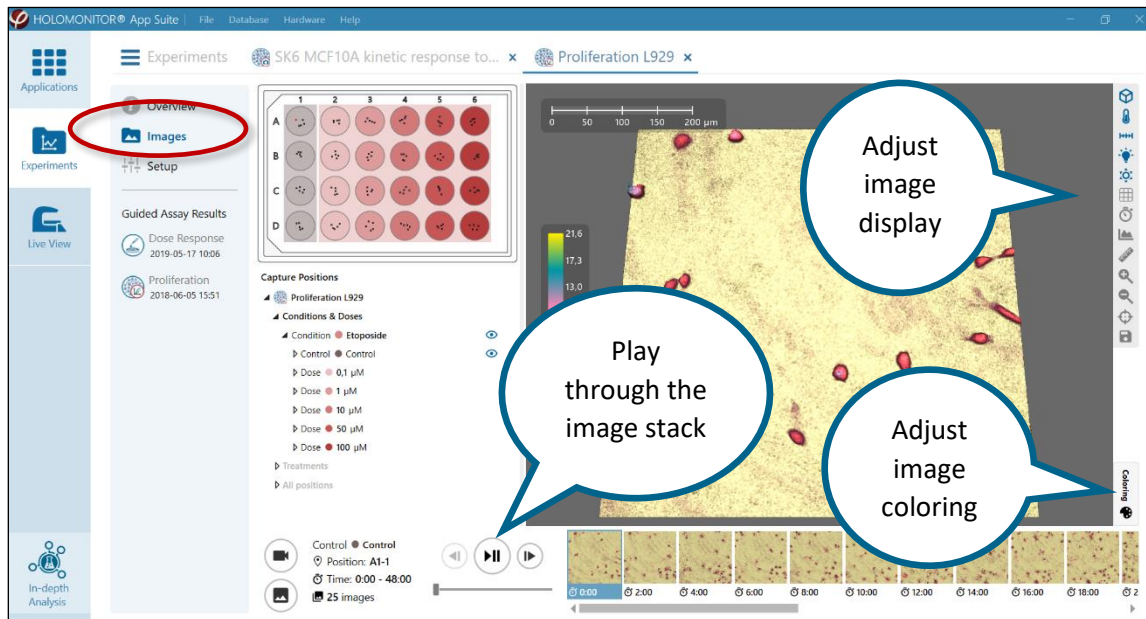 HOLOMONITOR® App Suite File Database Hardware Help
Applications
Experiments
Live View
In-depth
Analysis
Experiments
SK6 MCF10A kinetic response to... ×
Proliferation L929 ×
Overview
Images
Setup
Guided Assay Results
Dose Response
2019-05-17 10:06
Proliferation
2018-06-05 15:51
1 2 3 4 5 6
A
B
C
D
Capture Positions
Proliferation L929
Conditions & Doses
Condition Etoposide
Control Control
Dose 0,1 µM
Dose 1 µM
Dose 10 µM
Dose 50 µM
Dose 100 µM
Treatments
All positions
Control Control
Position: A1-1
Time: 0:00 - 48:00
25 images
0 50 100 150 200 µm
21,6
17,3
13,0
Adjust
image
display
Play
through the
image stack
Adjust
image
coloring
Coloring
0:00 2:00 4:00 6:00 8:00 10:00 12:00 14:00 16:00 18:00 2